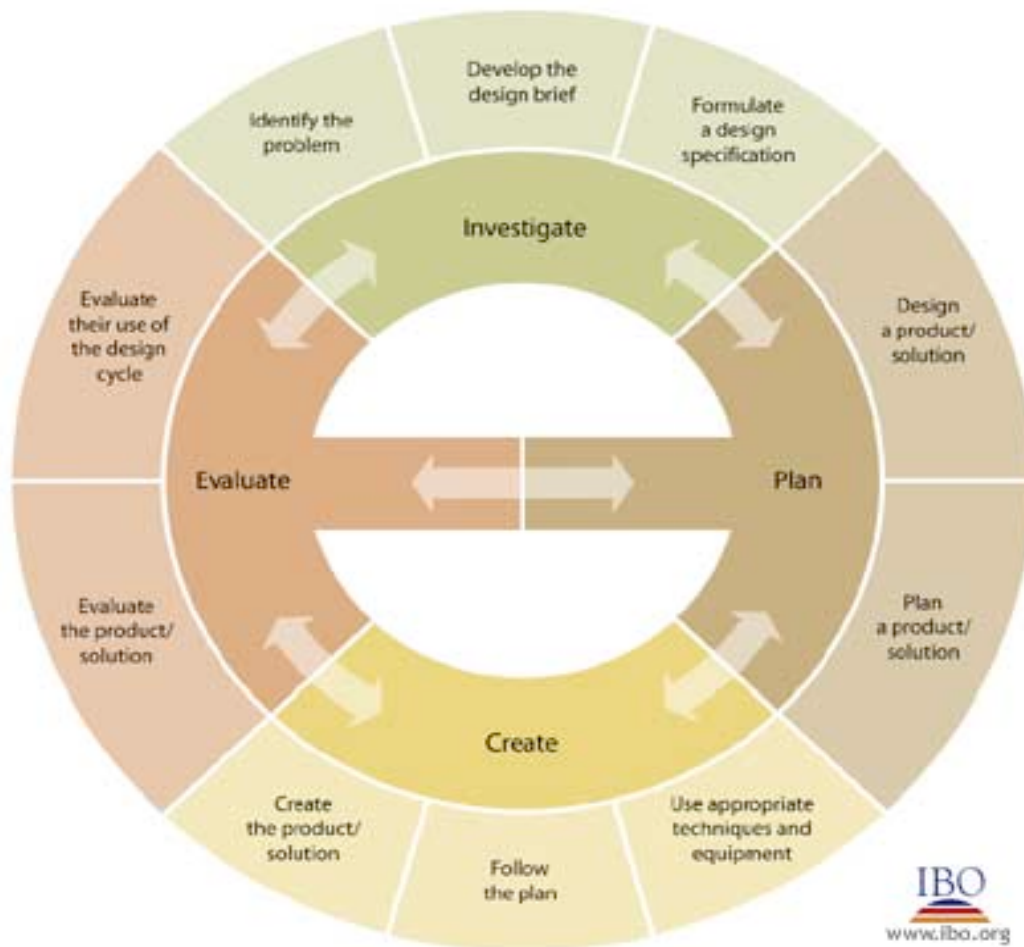 Develop the
design brief
Formulate
a design
specification
Identify the
problem
Investigate
Evaluate
their use of
the design
cycle
Design
a product/
solution
Evaluate
Plan
Evaluate
the product/
solution
Plan
a product/
solution
Create
Create
the product/
solution
Follow
the plan
Use appropriate
techniques and
equipment
IBO
www.ibo.org